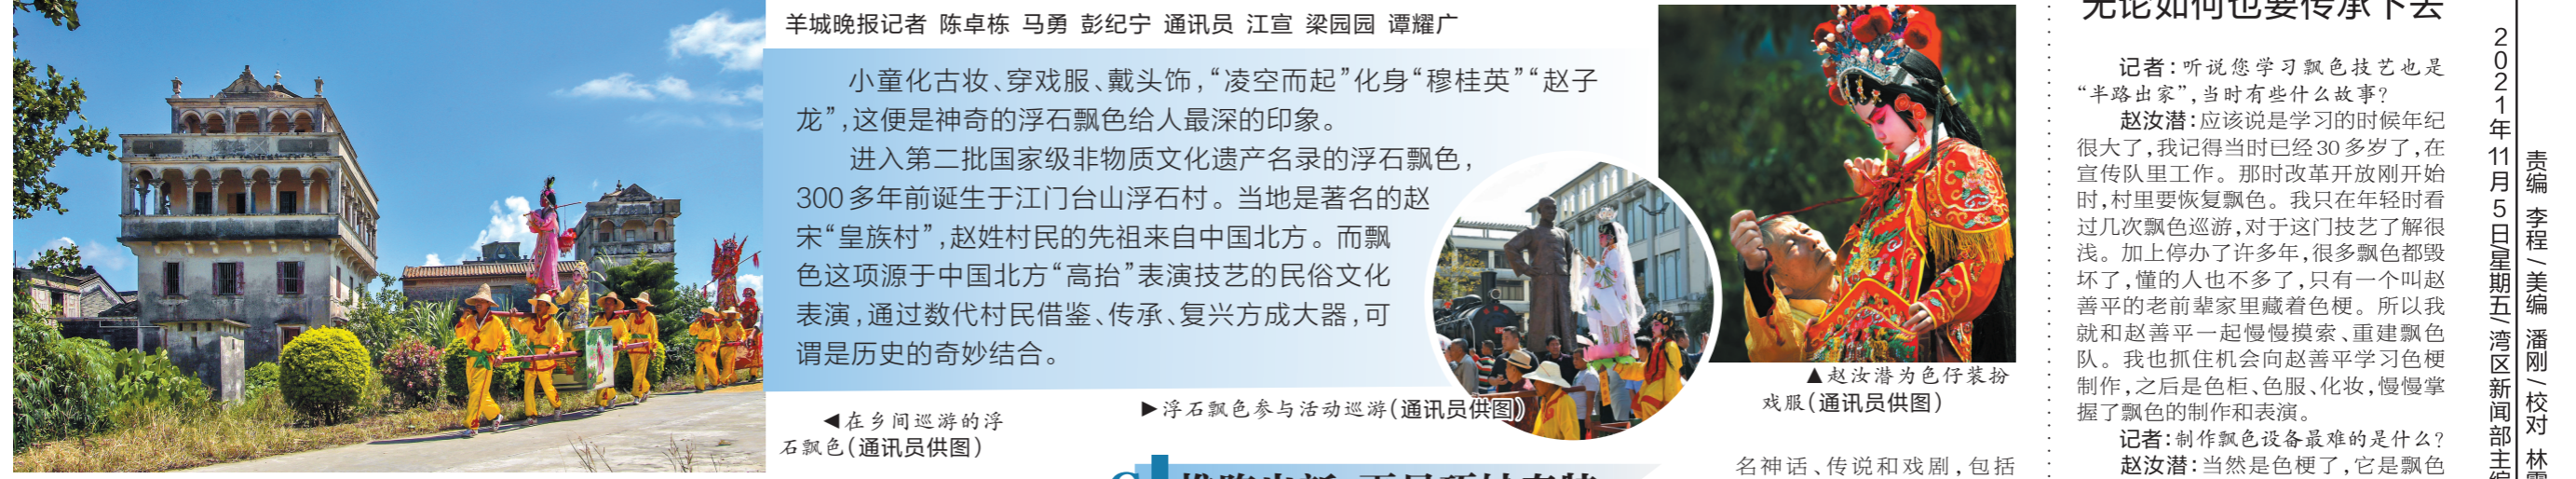 羊城晚报记者 陈卓栋 马勇 彭纪宁 通讯员 江宣 梁园园 谭耀广
小童化古妆、穿戏服、戴头饰，“凌空而起”化身“穆桂英”“赵子
龙”，这便是神奇的浮石飘色给人最深的印象。
进入第二批国家级非物质文化遗产名录的浮石飘色，
300多年前诞生于江门台山浮石村。当地是著名的赵
宋“皇族村”，赵姓村民的先祖来自中国北方。而飘
色这项源于中国北方“高抬”表演技艺的民俗文化
表演，通过数代村民借鉴、传承、复兴方成大器，可
谓是历史的奇妙结合。
◀在乡间巡游的浮
石飘色（通讯员供图）
▶浮石飘色参与活动巡游（通讯员供图）
▲赵汝潜为色仔装扮
戏服（通讯员供图）
名神话、传说和戏剧，包括
无论如何也要传承下去
记者：听说您学习飘色技艺也是
“半路出家”，当时有些什么故事？
赵汝潜：应该说是学习的时候年纪
很大了，我记得当时已经30多岁了，在
宣传队里工作。那时改革开放刚开始
时，村里要恢复飘色。我只在年轻时看
过几次飘色巡游，对于这门技艺了解很
浅。加上停办了许多年，很多飘色都毁
坏了，懂的人也不多了，只有一个叫赵
善平的老前辈家里藏着色梗。所以我
就和赵善平一起慢慢摸索、重建飘色
队。我也抓住机会向赵善平学习色梗
制作，之后是色柜、色服、化妆，慢慢掌
握了飘色的制作和表演。
记者：制作飘色设备最难的是什么？
赵汝潜：当然是色梗了，它是飘色
2021年11月5日/星期五/湾区新闻部主编
责编 李程/美编 潘刚/校对 林